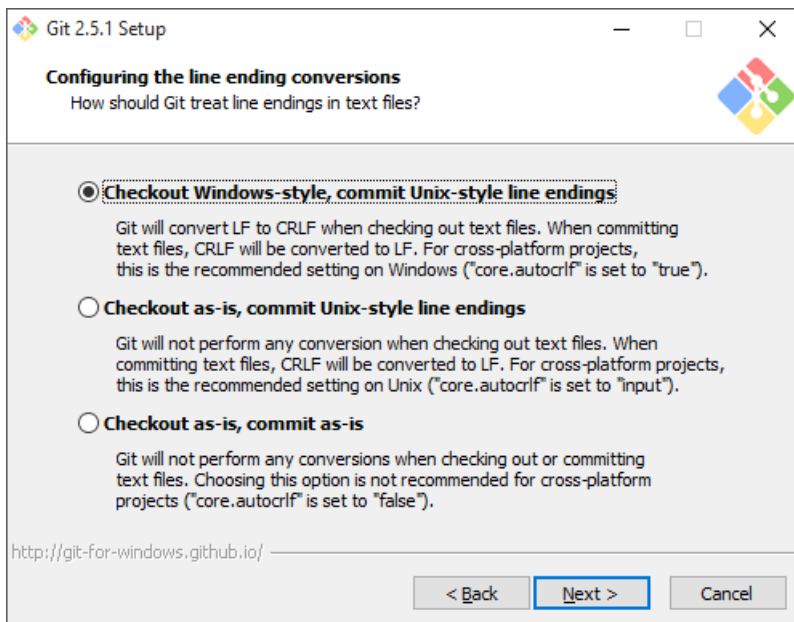 Git 2.5.1 Setup
Configuring the line ending conversions
How should Git treat line endings in text files?
Checkout Windows-style, commit Unix-style line endings
Git will convert LF to CRLF when checking out text files. When committing
text files, CRLF will be converted to LF. For cross-platform projects,
this is the recommended setting on Windows ("core.autocrlf" is set to "true").
Checkout as-is, commit Unix-style line endings
Git will not perform any conversion when checking out text files. When
committing text files, CRLF will be converted to LF. For cross-platform projects,
this is the recommended setting on Unix ("core.autocrlf" is set to "input").
Checkout as-is, commit as-is
Git will not perform any conversions when checking out or committing
text files. Choosing this option is not recommended for cross-platform
projects ("core.autocrlf" is set to "false").
http://git-for-windows.github.io/
< Back Next > Cancel